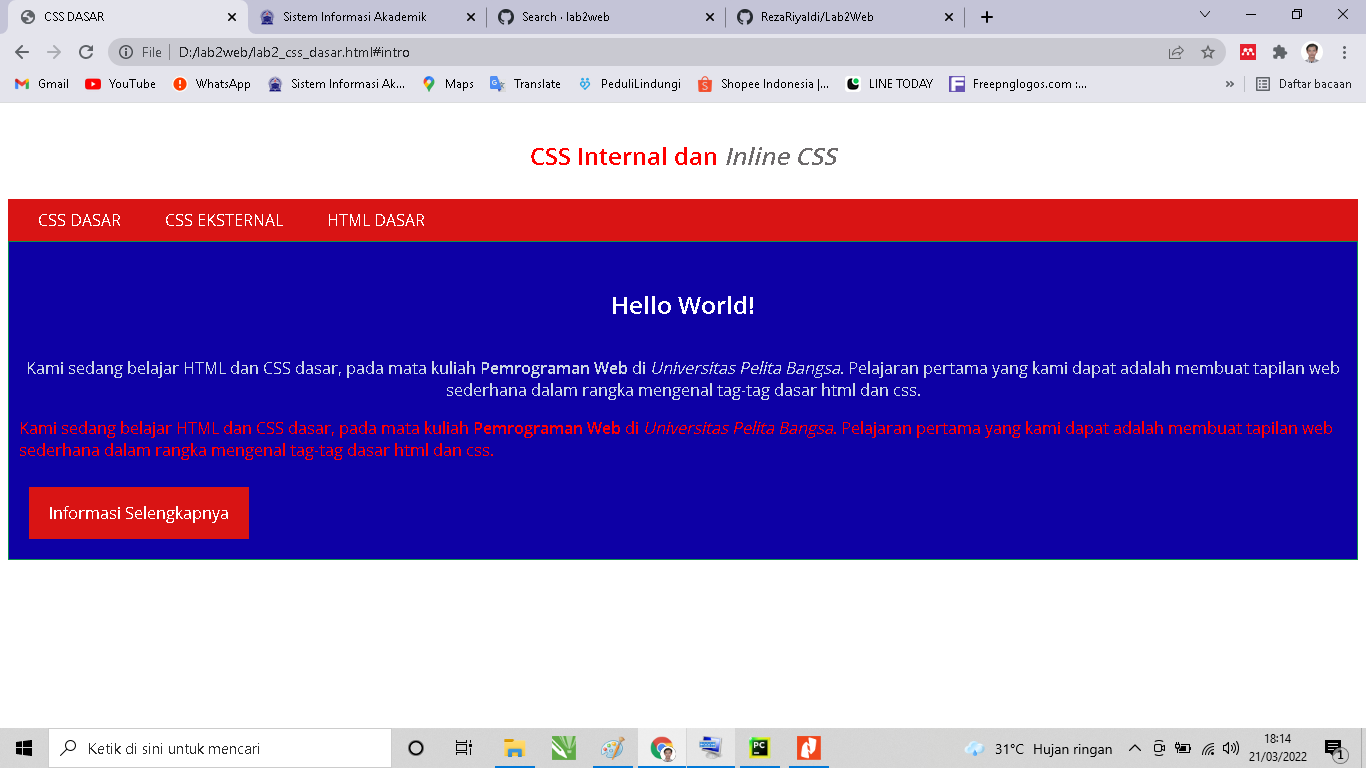 CSS DASAR
Sistem Informasi Akademik
Search · lab2web
RezaRiyaldi/Lab2Web
File
D:/lab2web/lab2_css_dasar.html#intro
Gmail
YouTube
WhatsApp
Sistem Informasi Ak...
Maps
Translate
PeduliLindungi
Shopee Indonesia |...
LINE TODAY
Freepnglogos.com :...
»
Daftar bacaan
CSS Internal dan Inline CSS
CSS DASAR
CSS EKSTERNAL
HTML DASAR
Hello World!
Kami sedang belajar HTML dan CSS dasar, pada mata kuliah Pemrograman Web di Universitas Pelita Bangsa. Pelajaran pertama yang kami dapat adalah membuat tapilan web
sederhana dalam rangka mengenal tag-tag dasar html dan css.
Kami sedang belajar HTML dan CSS dasar, pada mata kuliah Pemrograman Web di Universitas Pelita Bangsa. Pelajaran pertama yang kami dapat adalah membuat tapilan web
sederhana dalam rangka mengenal tag-tag dasar html dan css.
Informasi Selengkapnya
Ketik di sini untuk mencari
PC
31°C Hujan ringan
18:14
21/03/2022
1